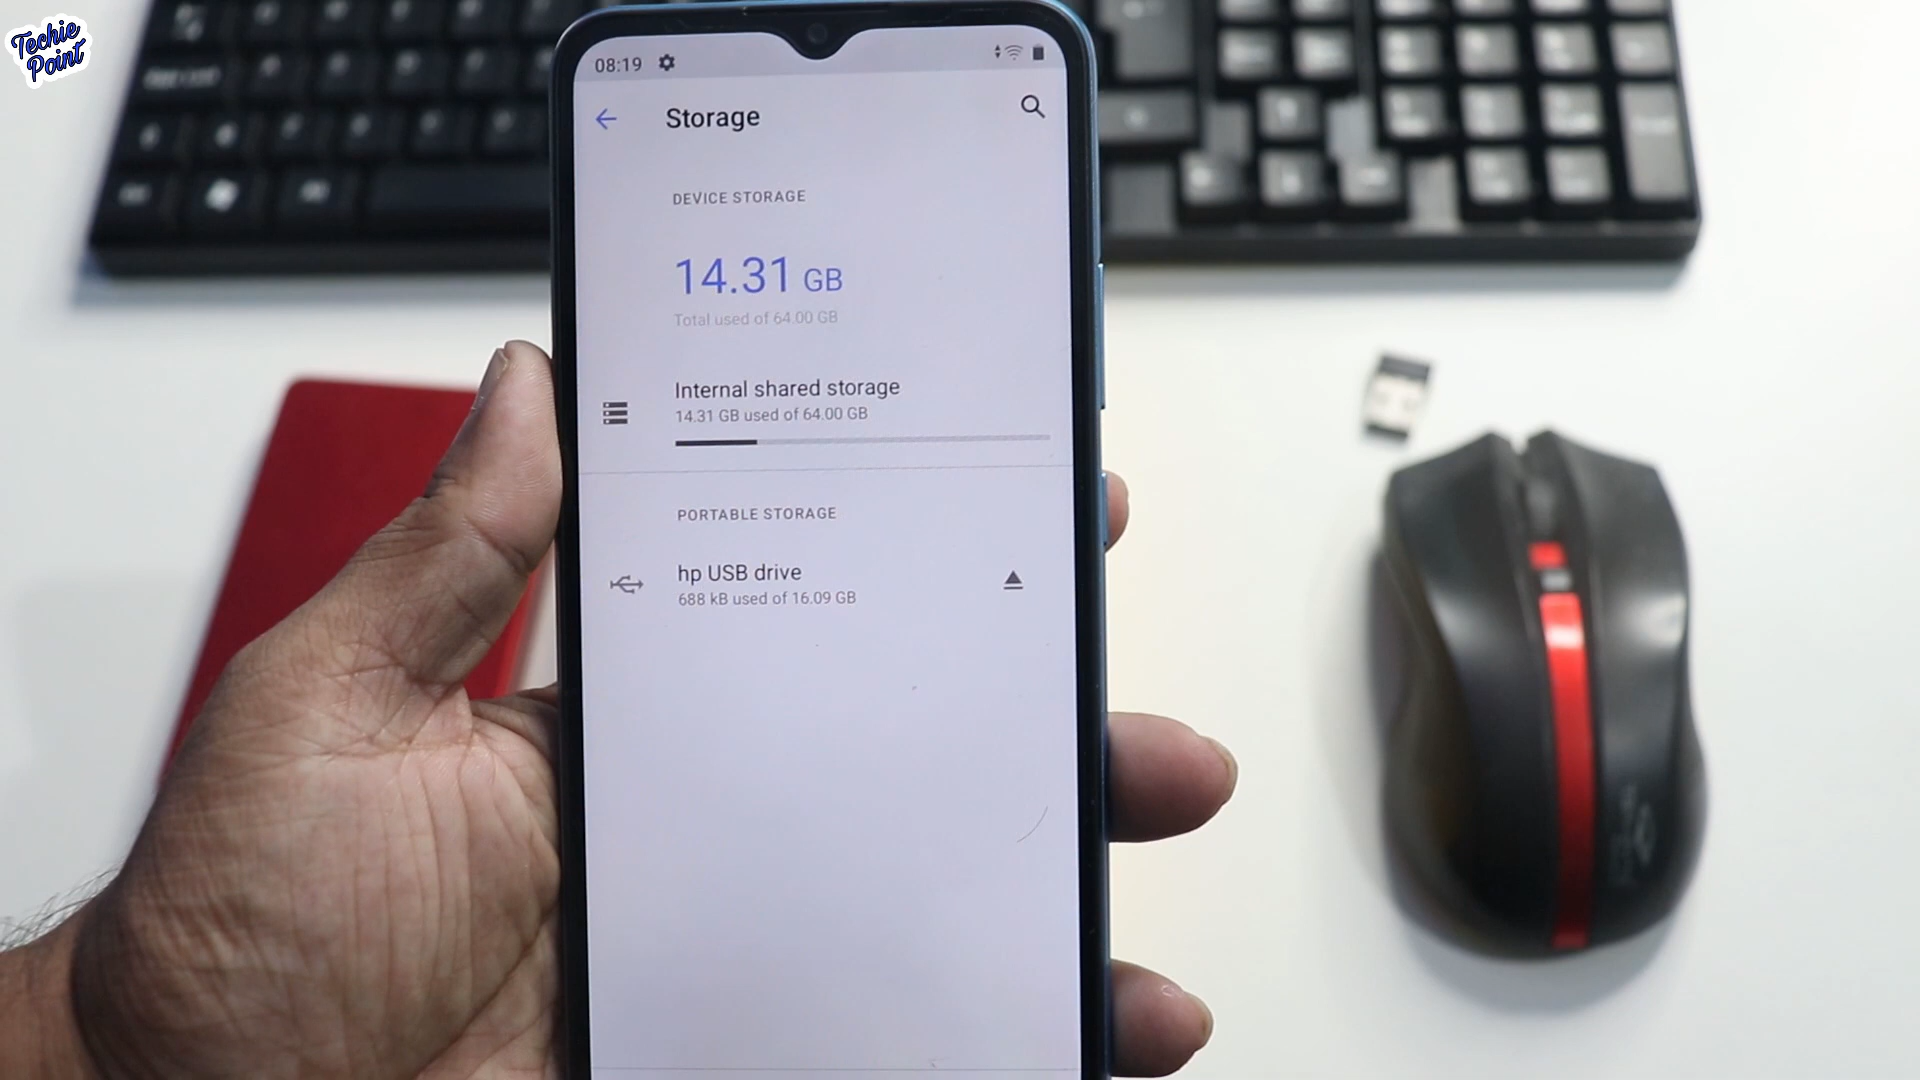 Techie
Point
08:19
Storage
DEVICE STORAGE
14.31 GB
Total used of 64.00 GB
Internal shared storage
14.31 GB used of 64.00 GB
PORTABLE STORAGE
hp USB drive
688 kB used of 16.09 GB